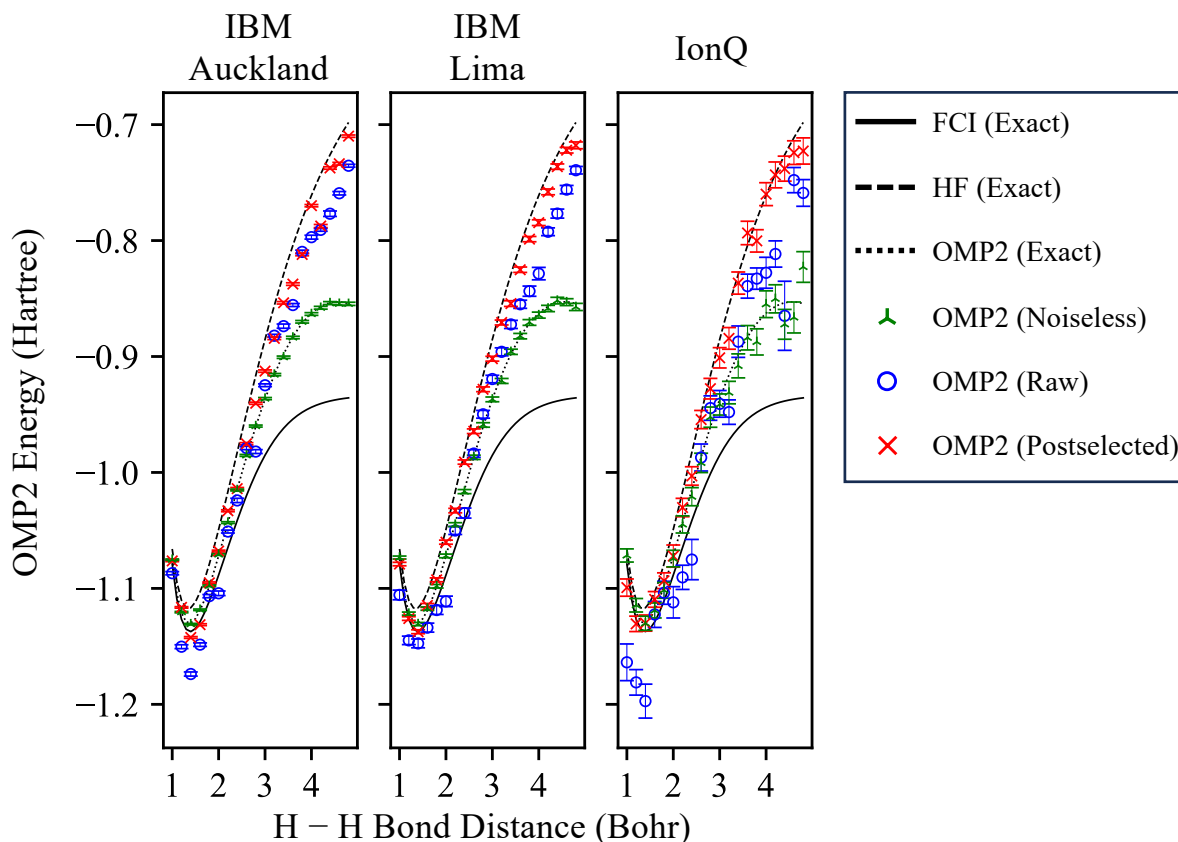 IBM
Auckland
IBM
Lima
IonQ
OMP2 Energy (Hartree)
−0.7
−0.8
−0.9
−1.0
−1.1
−1.2
1 2 3 4
1 2 3 4
1 2 3 4
H − H Bond Distance (Bohr)
FCI (Exact)
HF (Exact)
OMP2 (Exact)
OMP2 (Noiseless)
OMP2 (Raw)
OMP2 (Postselected)